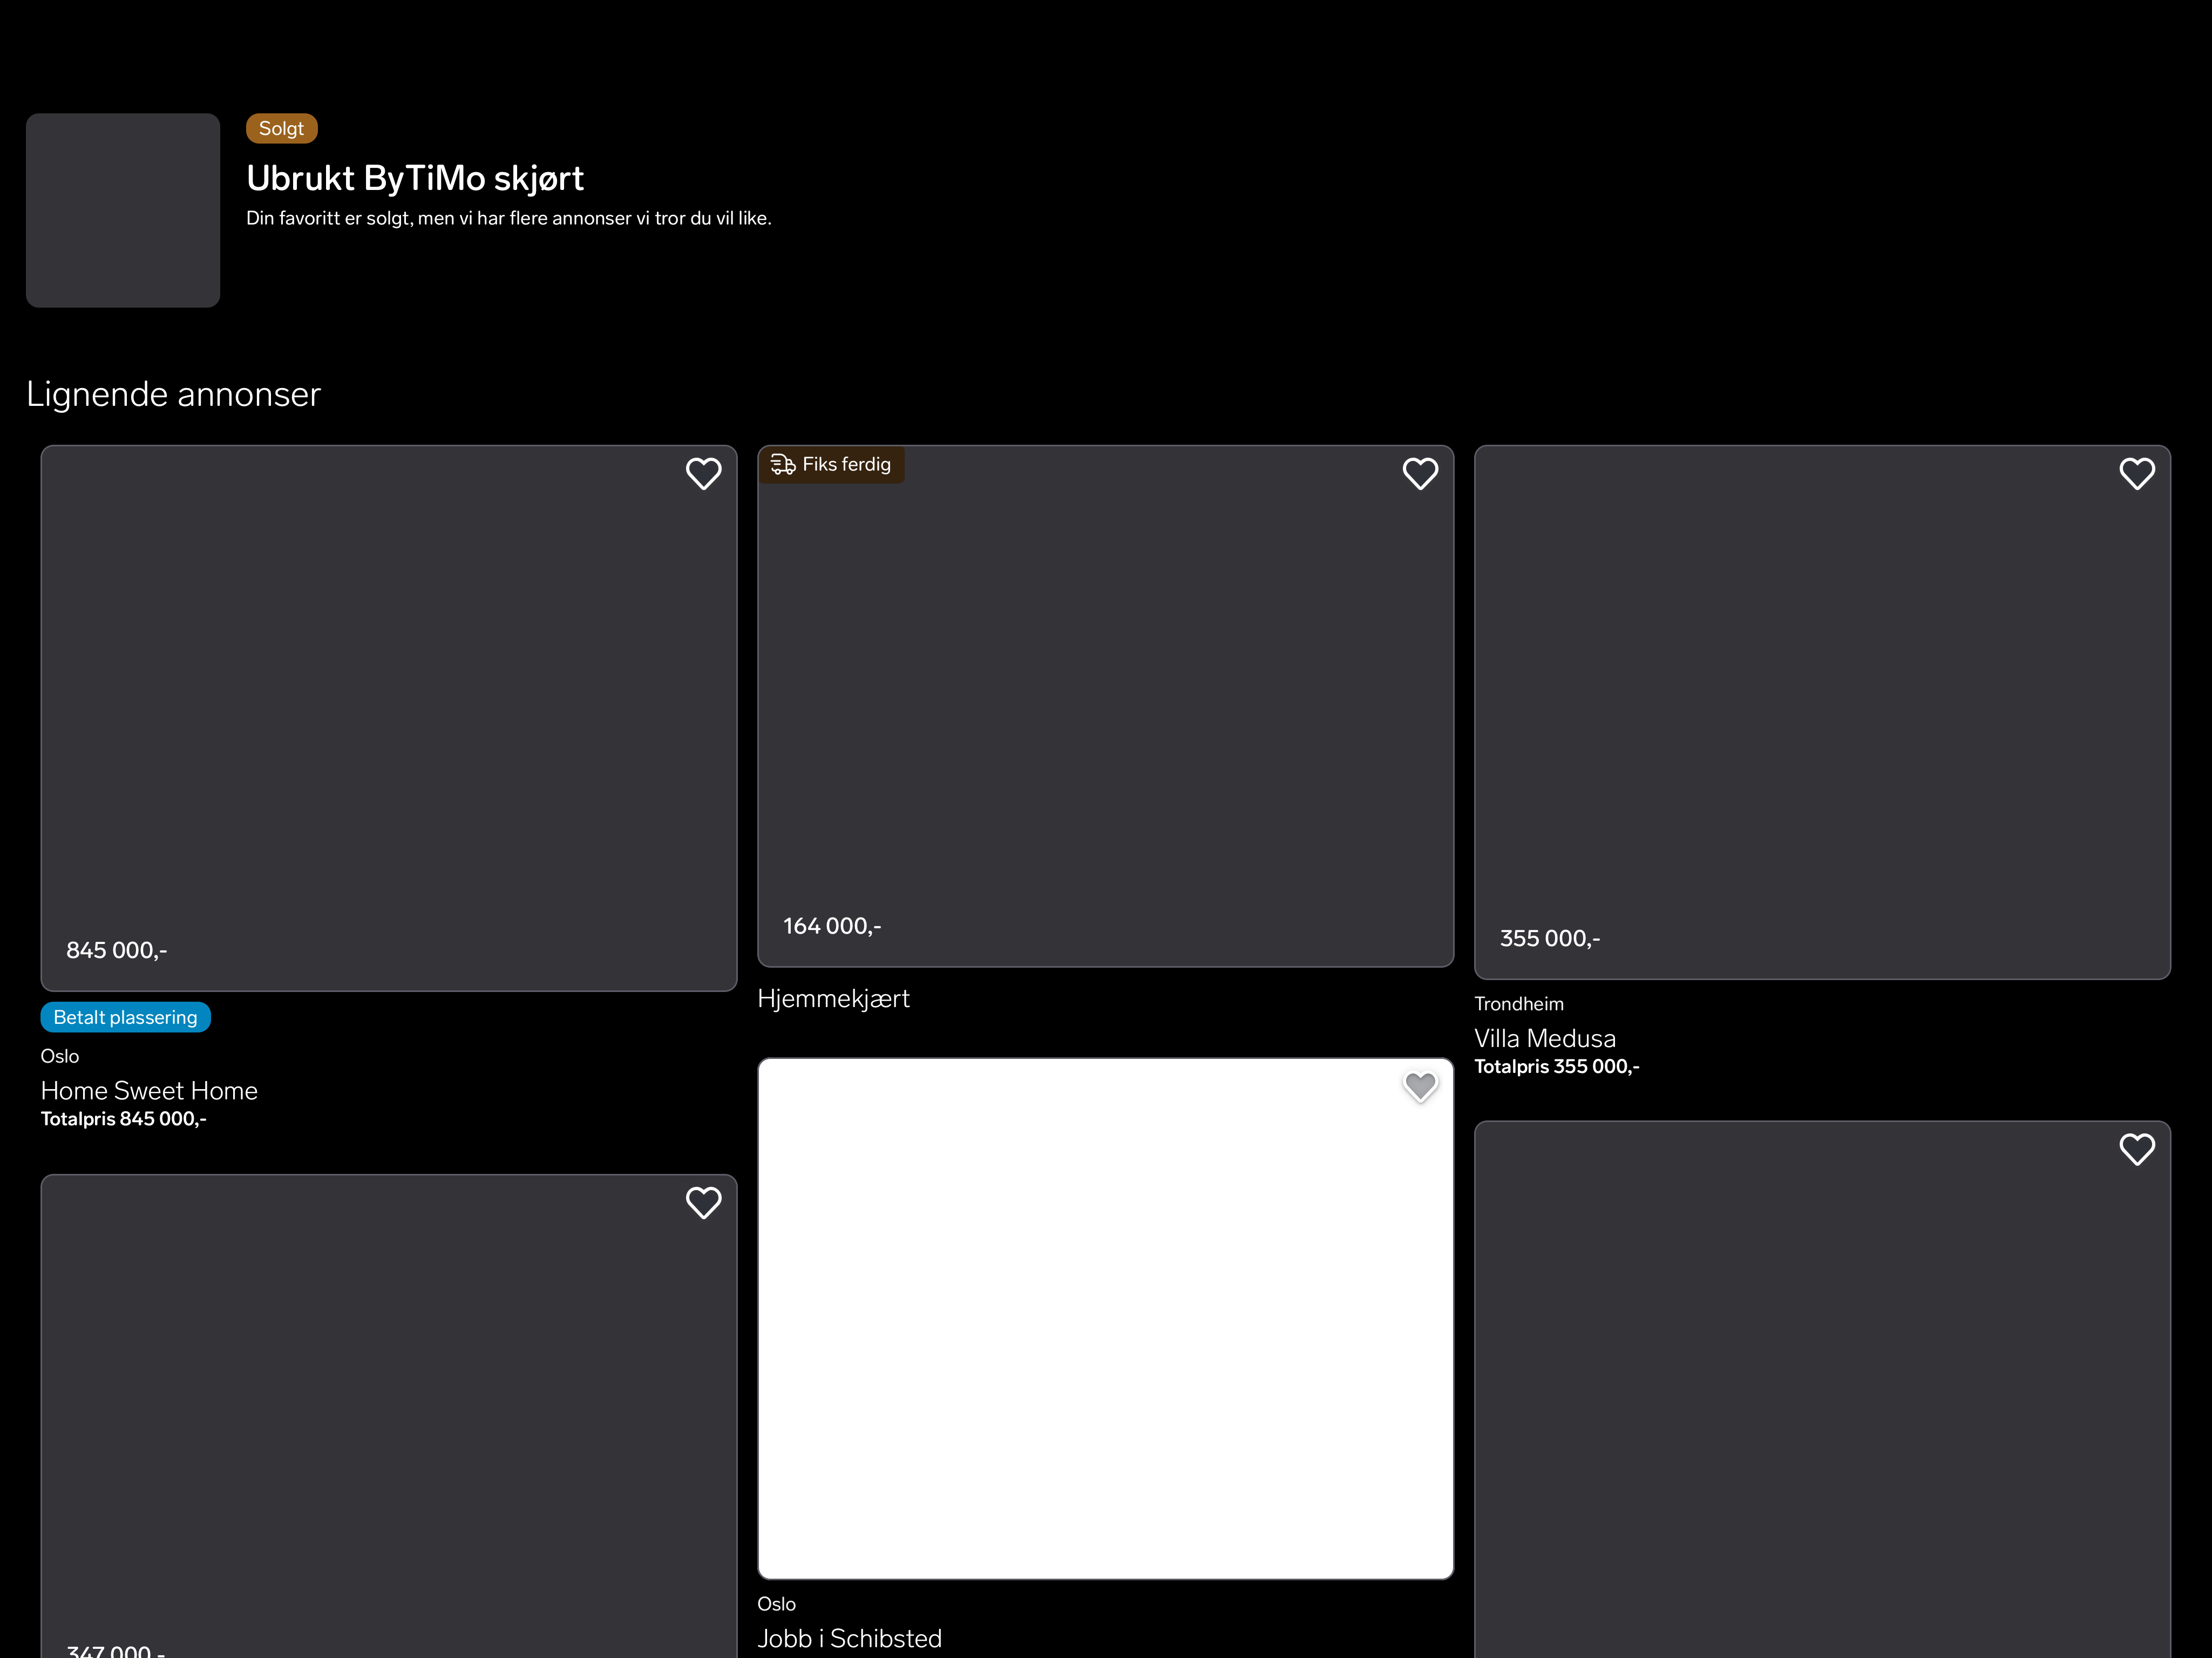 Solgt
Ubrukt ByTiMo skjørt
Din favoritt er solgt, men vi har flere annonser vi tror du vil like.
Lignende annonser
845 000,-
Betalt plassering
Oslo
Home Sweet Home
Totalpris 845 000,-
347 000,-
Fiks ferdig
164 000,-
Hjemmekjært
Oslo
Jobb i Schibsted
355 000,-
Trondheim
Villa Medusa
Totalpris 355 000,-